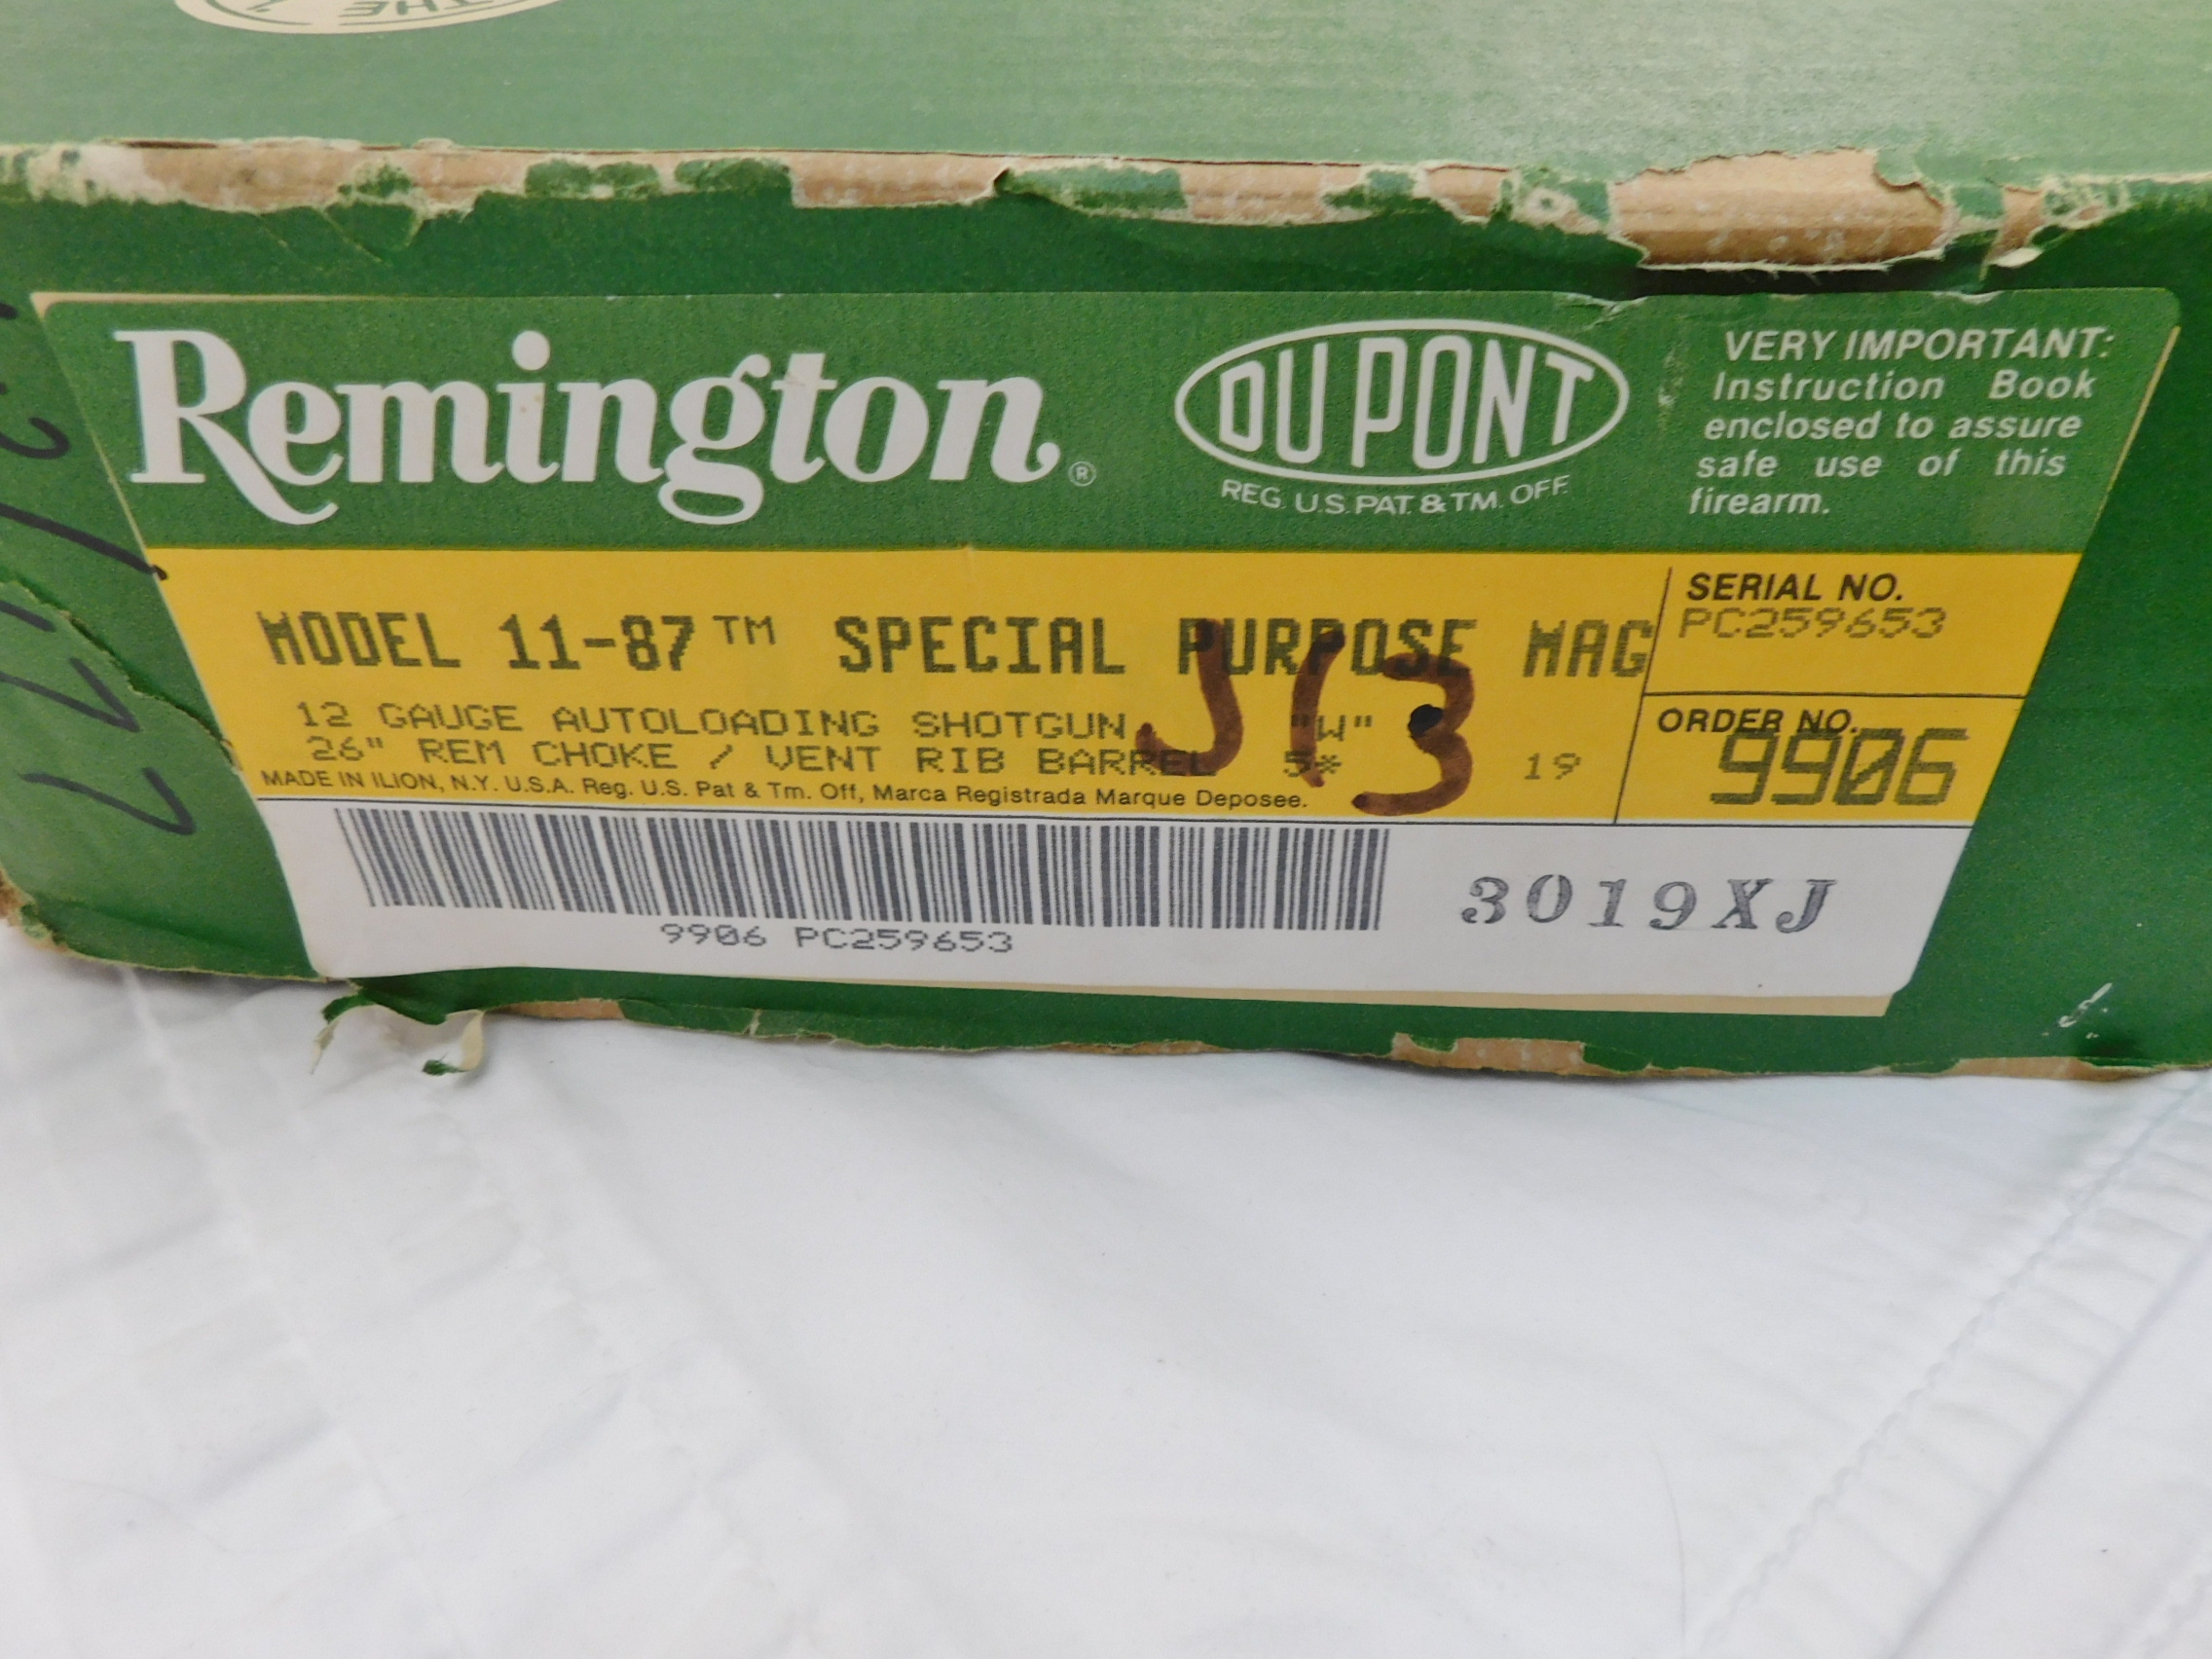 THE
Remington®
DU PONT
REG. U.S. PAT. & TM. OFF.
VERY IMPORTANT:
Instruction Book
enclosed to assure
safe use of this
firearm.
MODEL 11-87™ SPECIAL PURPOSE MAG
12 GAUGE AUTOLOADING SHOTGUN "W"
26" REM CHOKE / VENT RIB BARREL 5* 19
MADE IN ILION, N.Y. U.S.A. Reg. U.S. Pat & Tm. Off, Marca Registrada Marque Deposee.
J13
SERIAL NO.
PC259653
ORDER NO.
9906
9906 PC259653
3019XJ